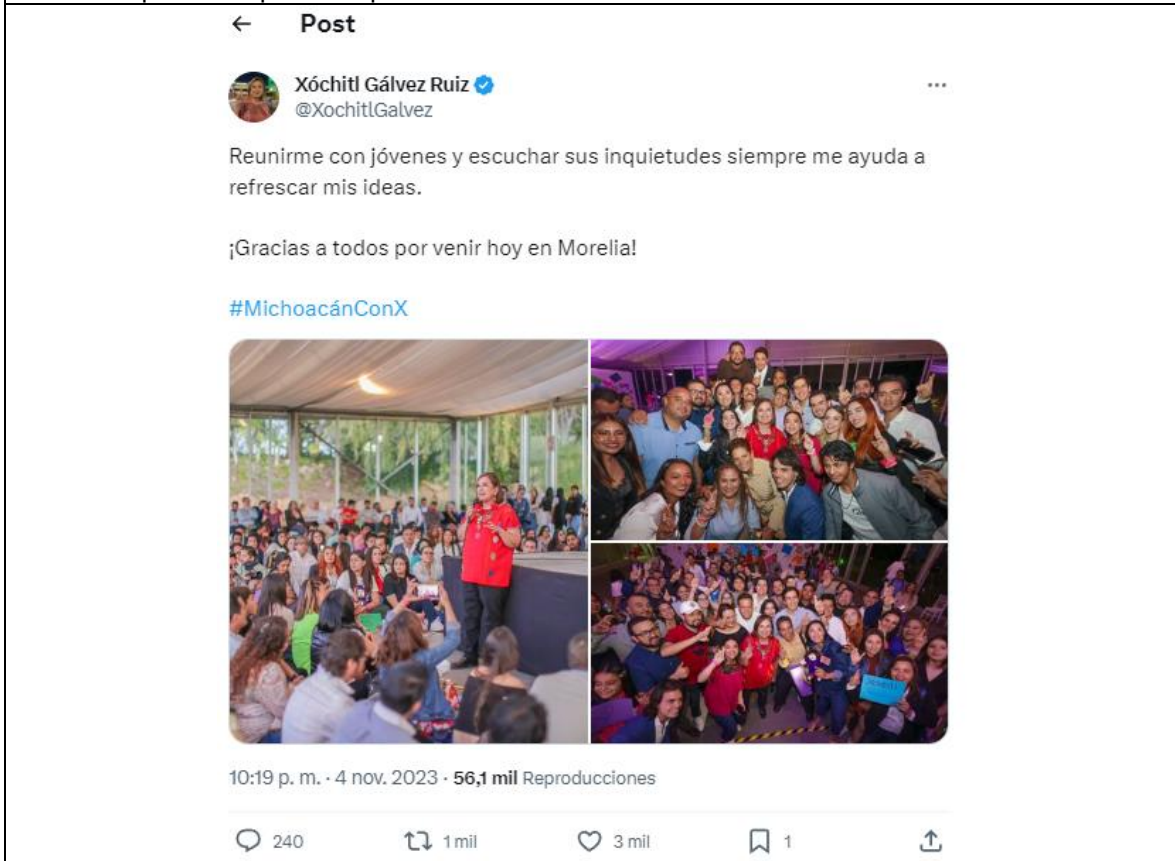 Post
Xóchitl Gálvez Ruiz
@XochitlGalvez
Reunirme con jóvenes y escuchar sus inquietudes siempre me ayuda a
refrescar mis ideas.
¡Gracias a todos por venir hoy en Morelia!
#MichoacánConX
10:19 p. m. · 4 nov. 2023 · 56,1 mil Reproducciones
240 1 mil 3 mil 1